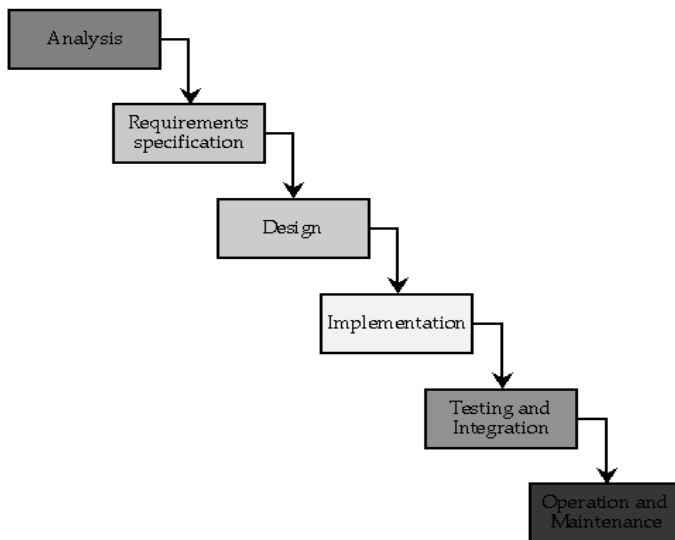 Analysis
Requirements
specification
Design
Implementation
Testing and
Integration
Operation and
Maintenance